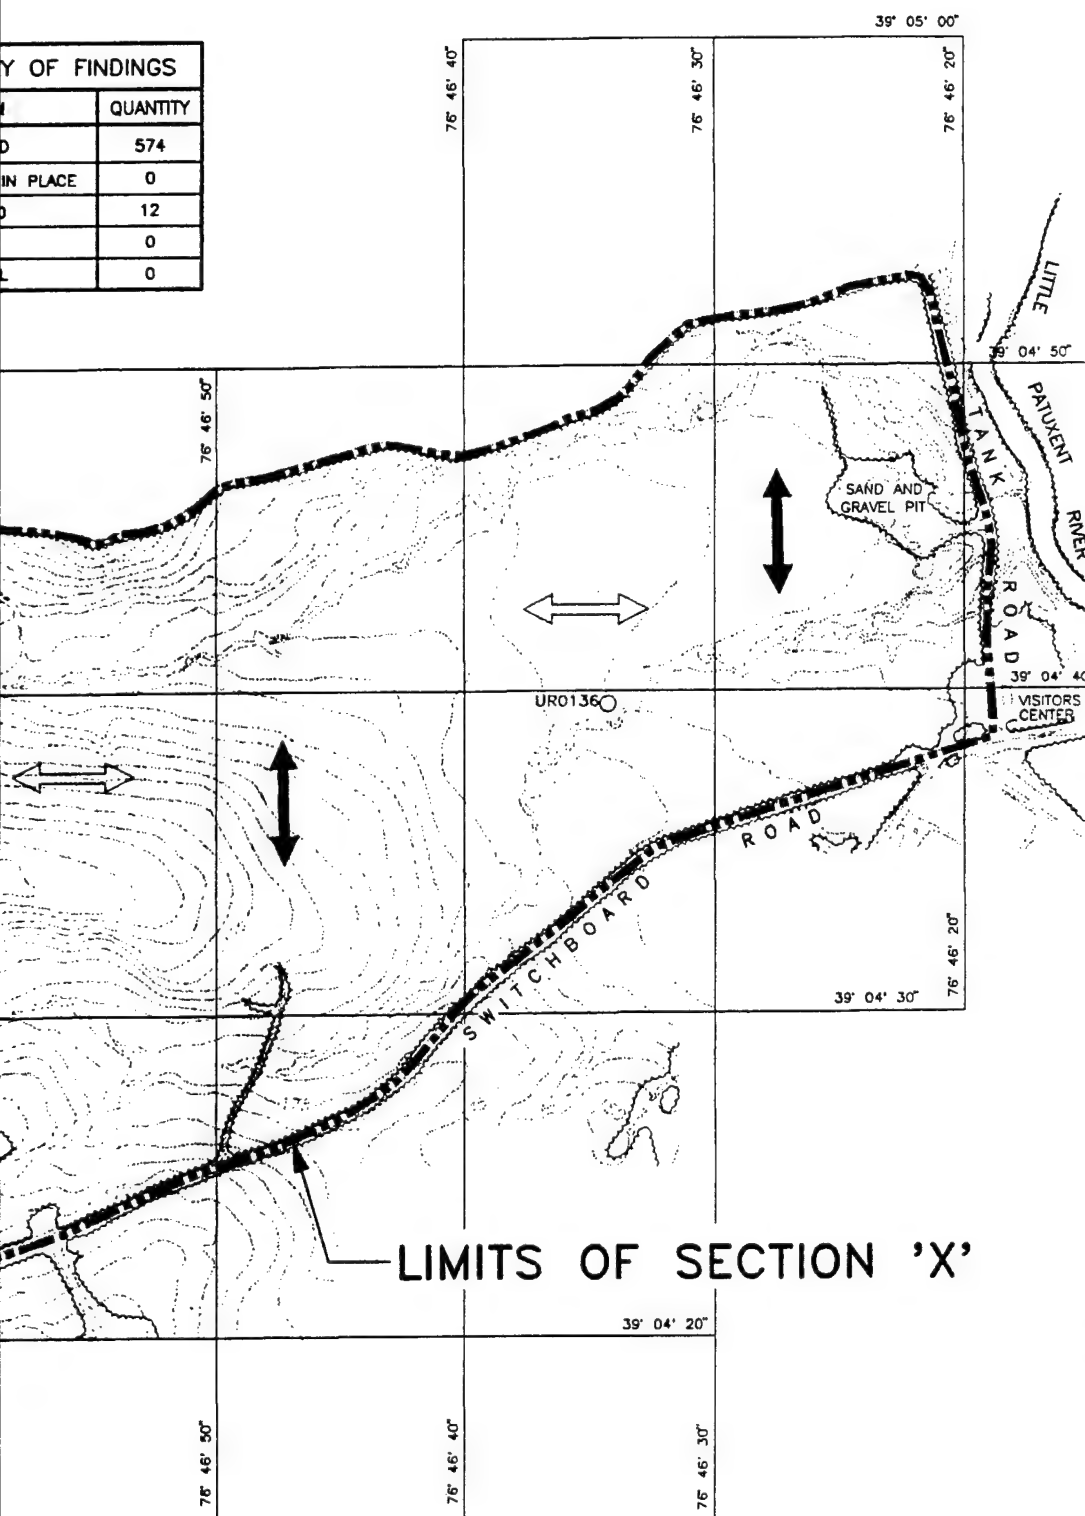 39° 05' 00"
76° 46' 40"
76° 46' 30"
76° 46' 20"
Y OF FINDINGS
QUANTITY
D 574
IN PLACE 0
12
0
L 0
LITTLE
PATUXENT
RIVER
39° 04' 50"
76° 46' 50"
TANK
ROAD
SAND AND
GRAVEL PIT
39° 04' 40
UR0136
VISITORS
CENTER
SWITCHBOARD
ROAD
76° 46' 20"
39° 04' 30"
LIMITS OF SECTION 'X'
39° 04' 20"
76° 46' 50"
76° 46' 40"
76° 46' 30"